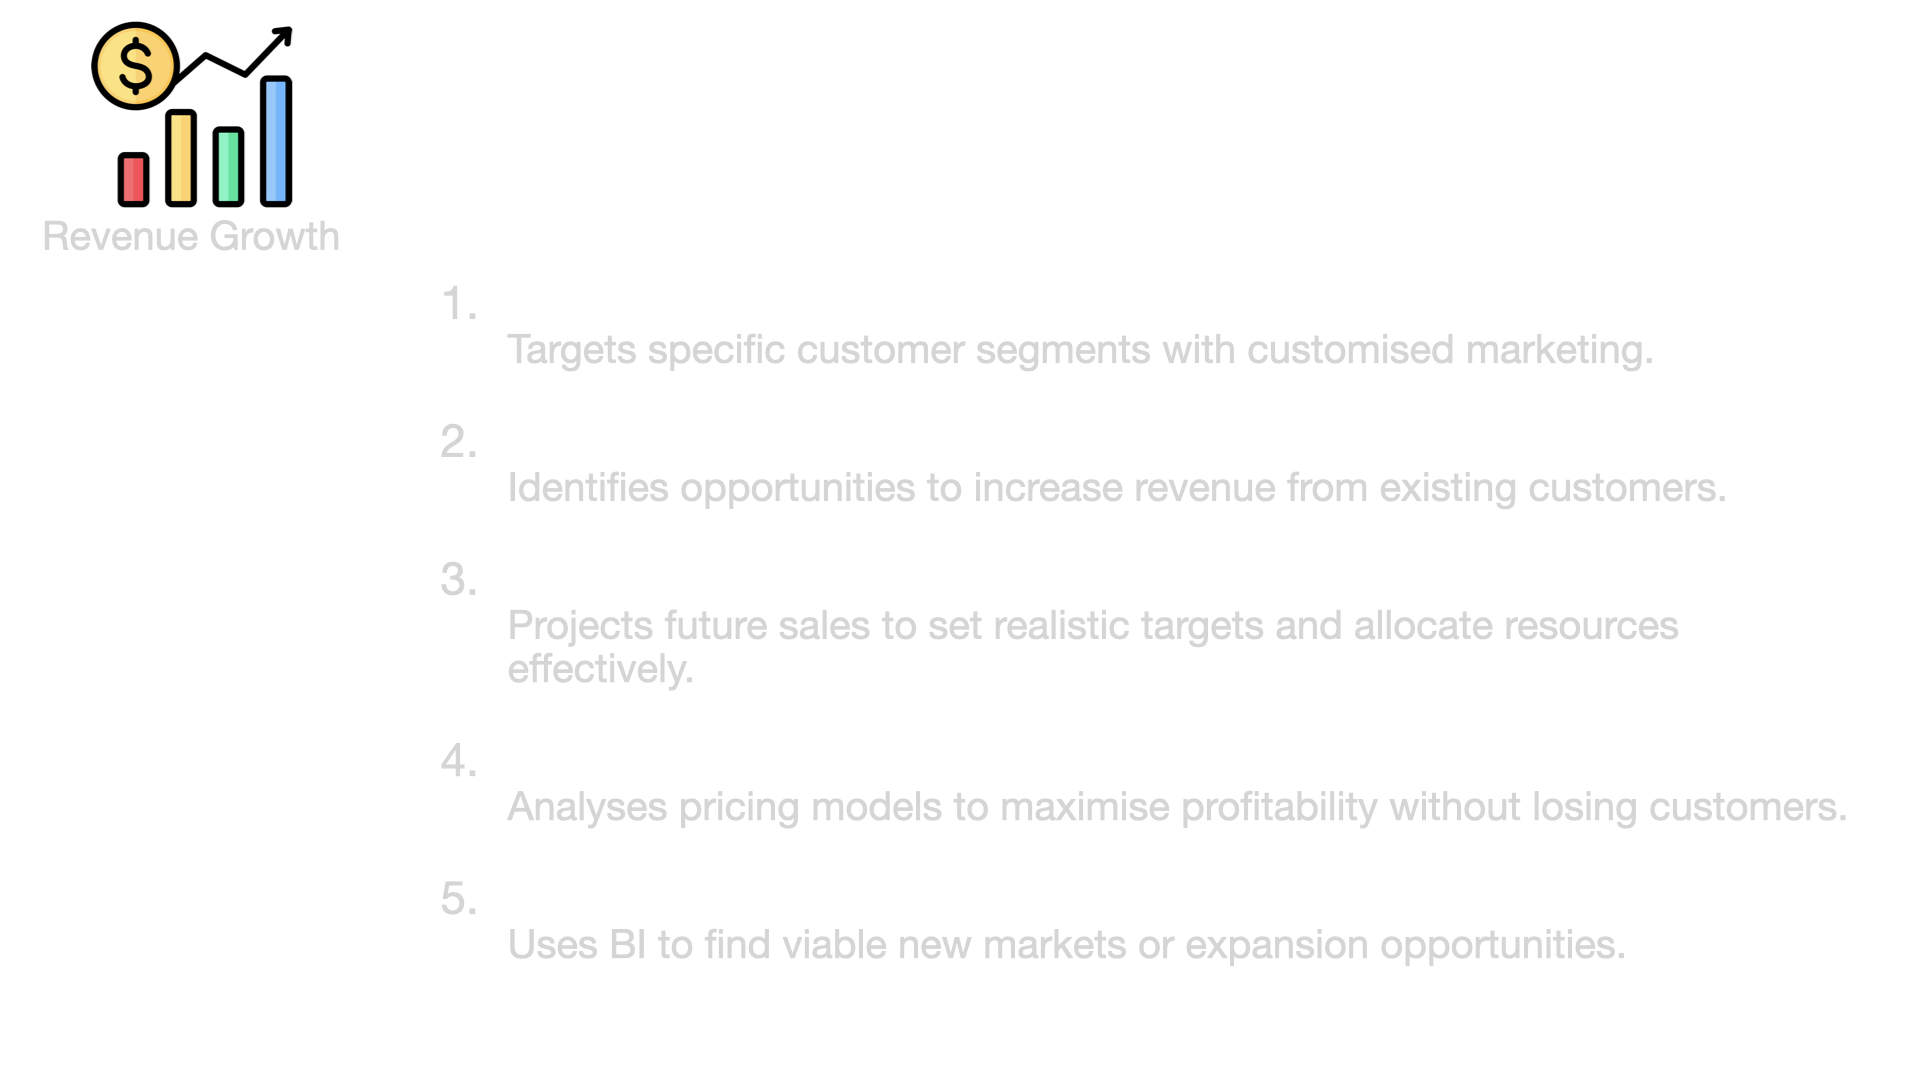 $
Revenue Growth
1.
Targets specific customer segments with customised marketing.
2.
Identifies opportunities to increase revenue from existing customers.
3.
Projects future sales to set realistic targets and allocate resources
effectively.
4.
Analyses pricing models to maximise profitability without losing customers.
5.
Uses BI to find viable new markets or expansion opportunities.